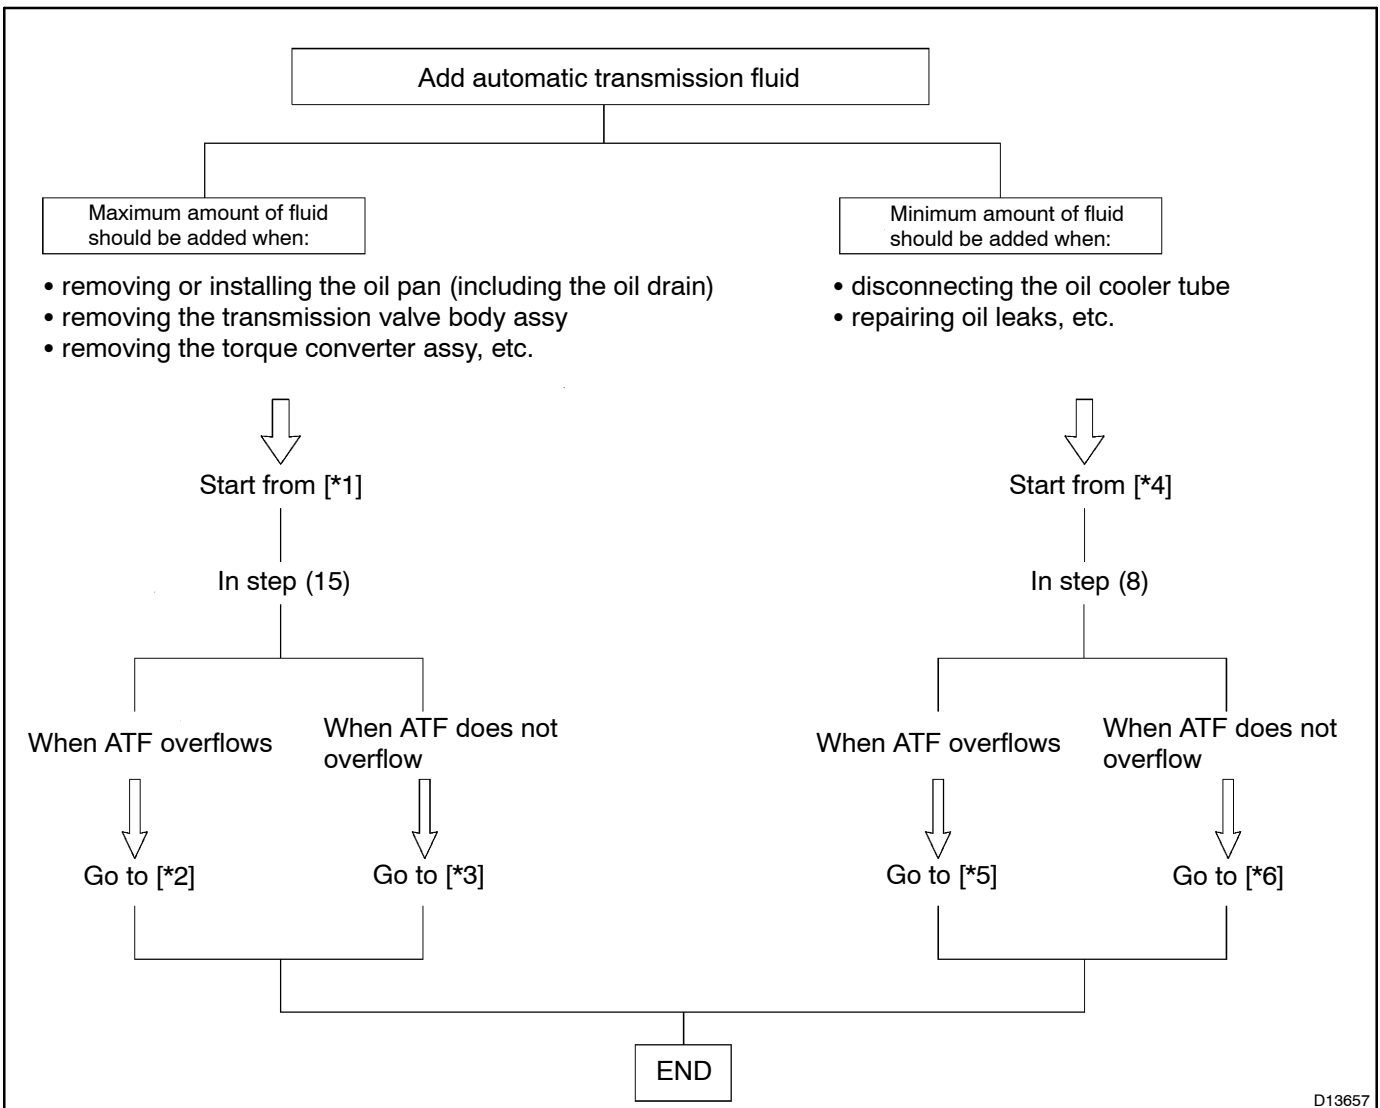 Add automatic transmission fluid
Maximum amount of fluid
should be added when:
• removing or installing the oil pan (including the oil drain)
• removing the transmission valve body assy
• removing the torque converter assy, etc.
Start from [*1]
In step (15)
When ATF overflows
When ATF does not
overflow
Go to [*2]
Go to [*3]
Minimum amount of fluid
should be added when:
• disconnecting the oil cooler tube
• repairing oil leaks, etc.
Start from [*4]
In step (8)
When ATF overflows
When ATF does not
overflow
Go to [*5]
Go to [*6]
END
D13657